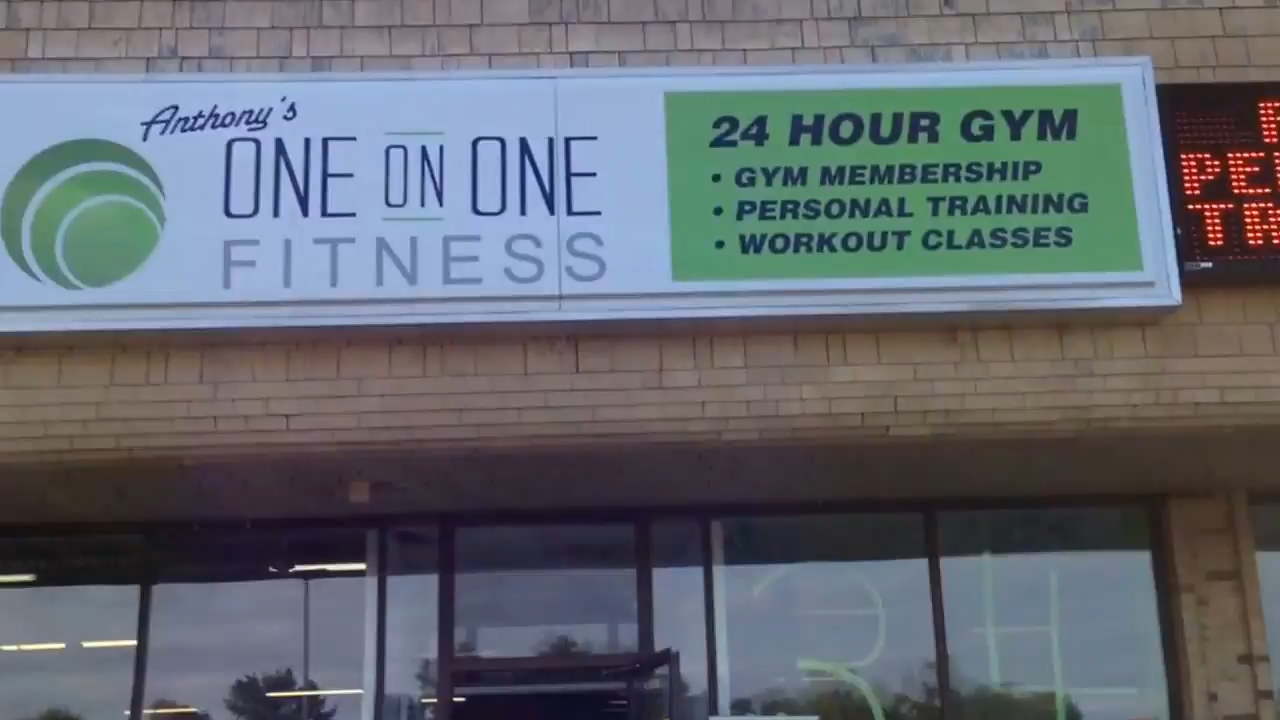 Anthony's
ONE ON ONE
FITNESS
24 HOUR GYM
• GYM MEMBERSHIP
• PERSONAL TRAINING
• WORKOUT CLASSES